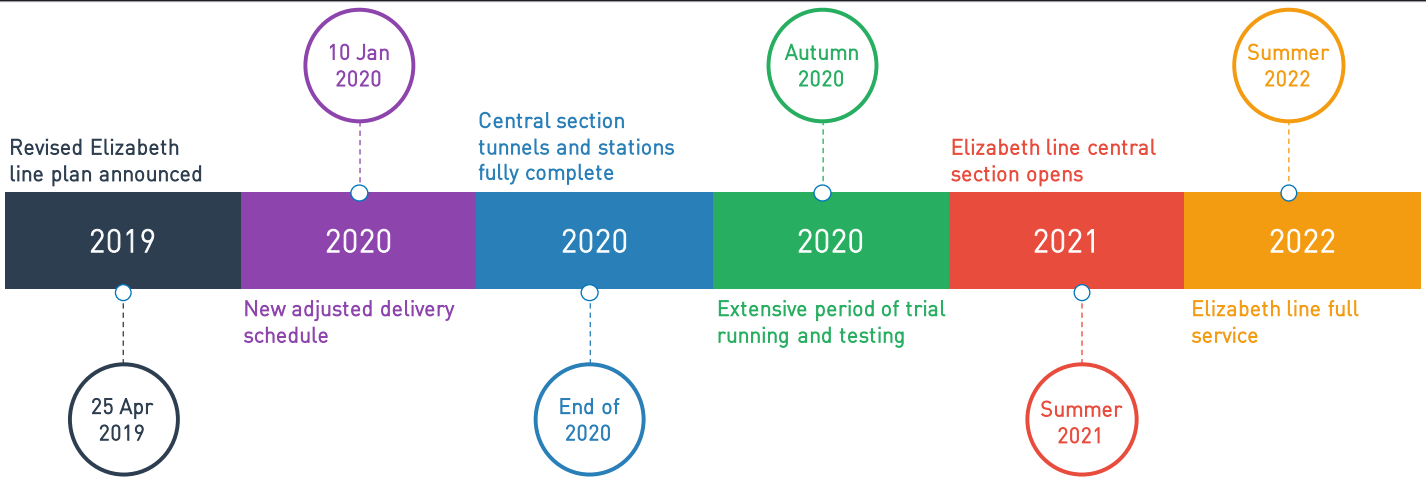 10 Jan
2020
Autumn
2020
Summer
2022
Revised Elizabeth
line plan announced
Central section
tunnels and stations
fully complete
Elizabeth line central
section opens
2019
2020
2020
2020
2021
2022
New adjusted delivery
schedule
Extensive period of trial
running and testing
Elizabeth line full
service
25 Apr
2019
End of
2020
Summer
2021